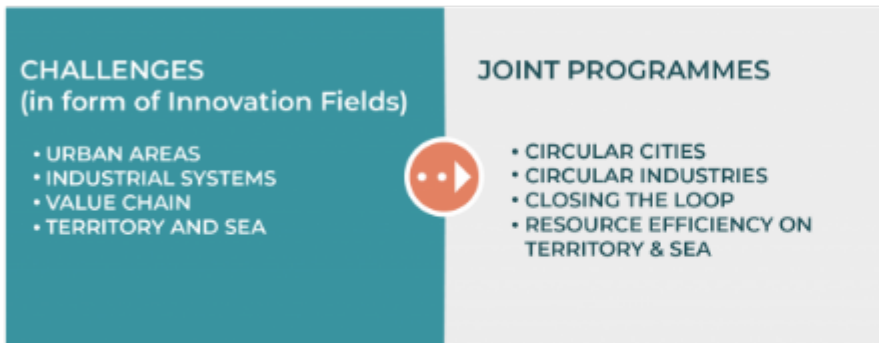 CHALLENGES
(in form of Innovation Fields)
• URBAN AREAS
• INDUSTRIAL SYSTEMS
• VALUE CHAIN
• TERRITORY AND SEA
JOINT PROGRAMMES
• CIRCULAR CITIES
• CIRCULAR INDUSTRIES
• CLOSING THE LOOP
• RESOURCE EFFICIENCY ON
TERRITORY & SEA